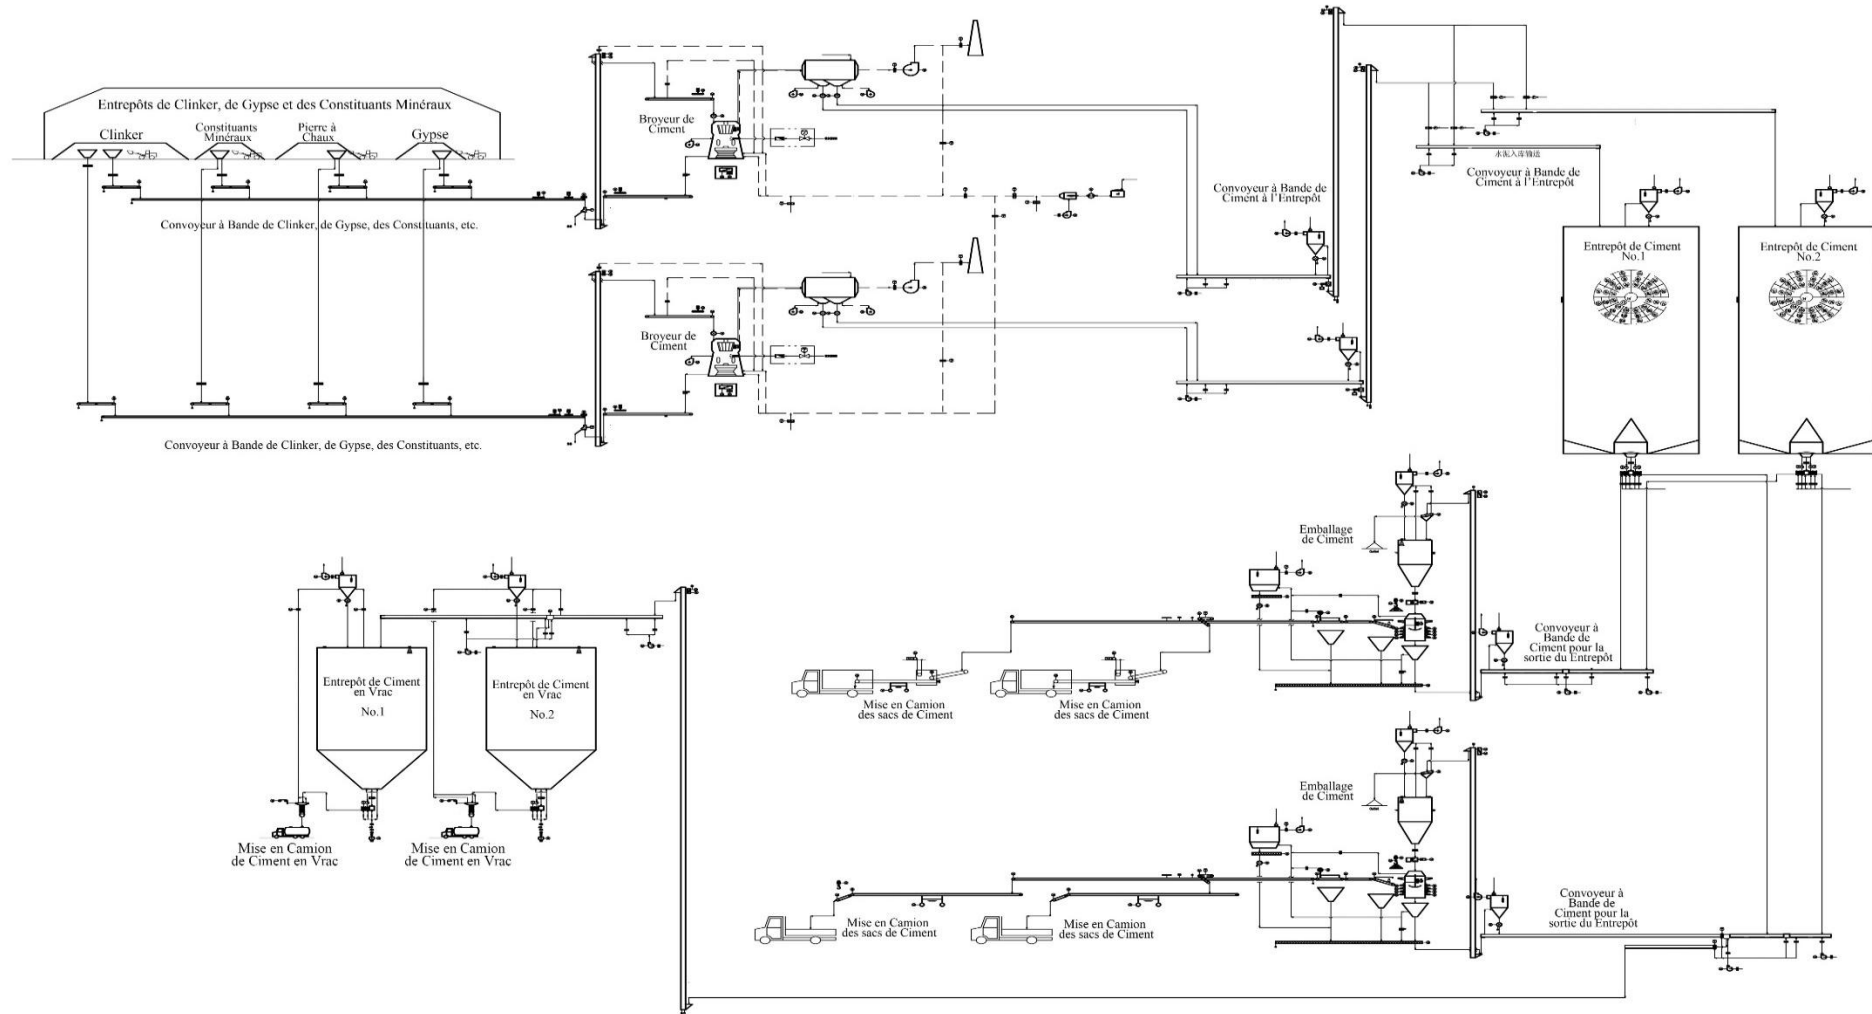 Entrepôts de Clinker, de Gypse et des Constituants Minéraux
Clinker
Constituants
Minéraux
Pierre à
Chaux
Gypse
Convoyeur à Bande de Clinker, de Gypse, des Constituants, etc.
Convoyeur à Bande de Clinker, de Gypse, des Constituants, etc.
Broyeur de
Ciment
Broyeur de
Ciment
Convoyeur à Bande de
Ciment à l'Entrepôt
水泥入库输送
Convoyeur à Bande de
Ciment à l'Entrepôt
Entrepôt de Ciment
No.1
Entrepôt de Ciment
No.2
Emballage
de Ciment
Convoyeur à
Bande de
Ciment pour la
sortie du Entrepôt
Mise en Camion
des sacs de Ciment
Mise en Camion
des sacs de Ciment
Entrepôt de Ciment
en Vrac
No.1
Entrepôt de Ciment
en Vrac
No.2
Mise en Camion
de Ciment en Vrac
Mise en Camion
de Ciment en Vrac
Emballage
de Ciment
Convoyeur à
Bande de
Ciment pour la
sortie du Entrepôt
Mise en Camion
des sacs de Ciment
Mise en Camion
des sacs de Ciment